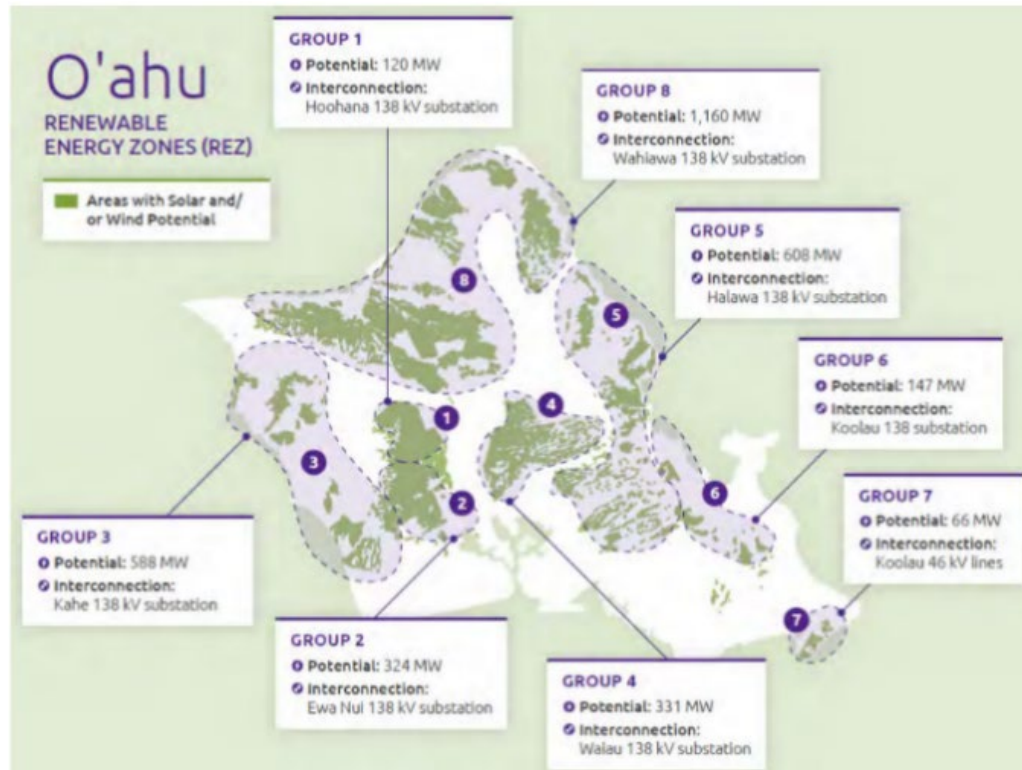 O'ahu
RENEWABLE
ENERGY ZONES (REZ)
Areas with Solar and/
or Wind Potential
GROUP 1
Potential: 120 MW
Interconnection:
Hoohana 138 kV substation
GROUP 8
Potential: 1,160 MW
Interconnection:
Wahiawa 138 kV substation
GROUP 5
Potential: 608 MW
Interconnection:
Halawa 138 kV substation
GROUP 6
Potential: 147 MW
Interconnection:
Koolau 138 substation
GROUP 7
Potential: 66 MW
Interconnection:
Koolau 46 kV lines
GROUP 3
Potential: 588 MW
Interconnection:
Kahe 138 kV substation
GROUP 2
Potential: 324 MW
Interconnection:
Ewa Nui 138 kV substation
GROUP 4
Potential: 331 MW
Interconnection:
Waiau 138 kV substation
8
5
4
1
3
2
6
7